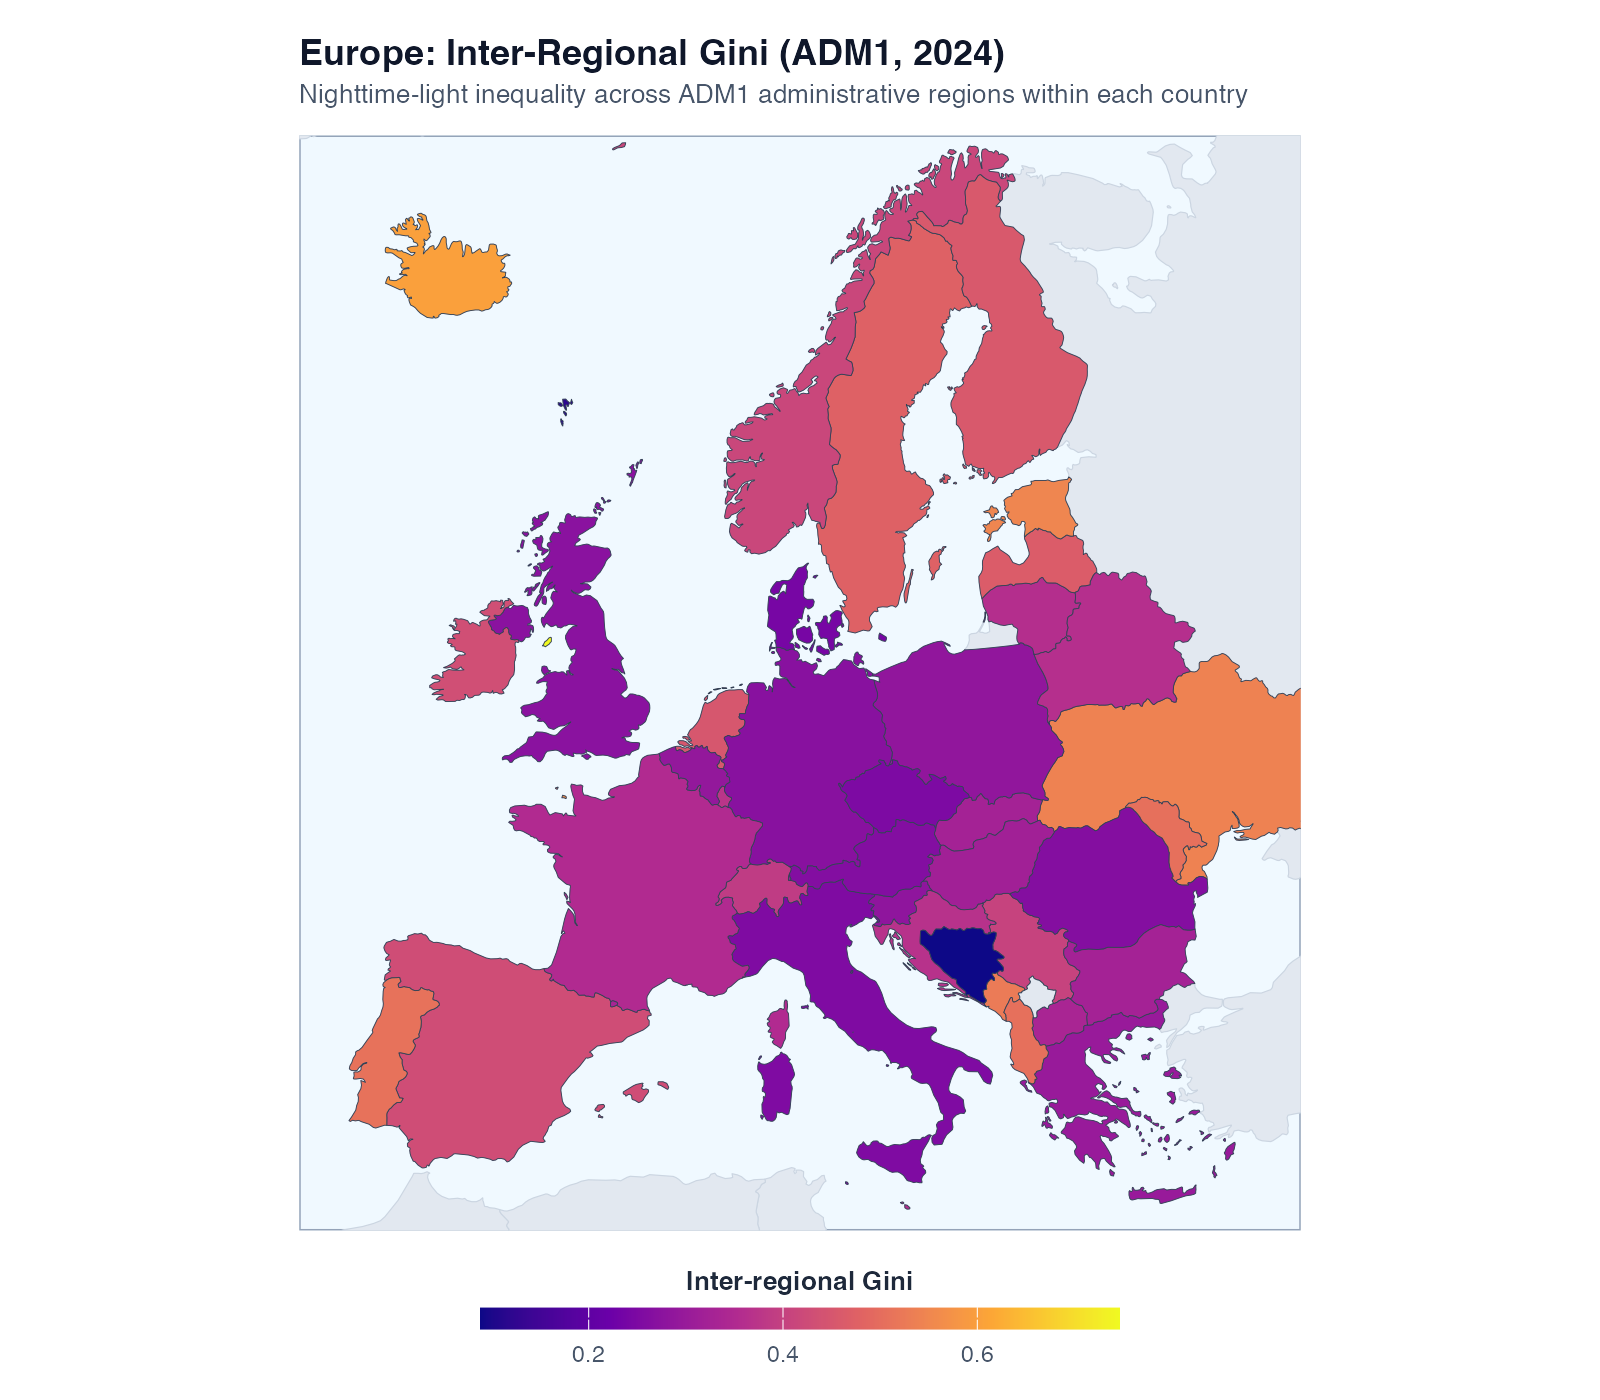 Europe: Inter-Regional Gini (ADM1, 2024)
Nighttime-light inequality across ADM1 administrative regions within each country
Inter-regional Gini
0.2
0.4
0.6